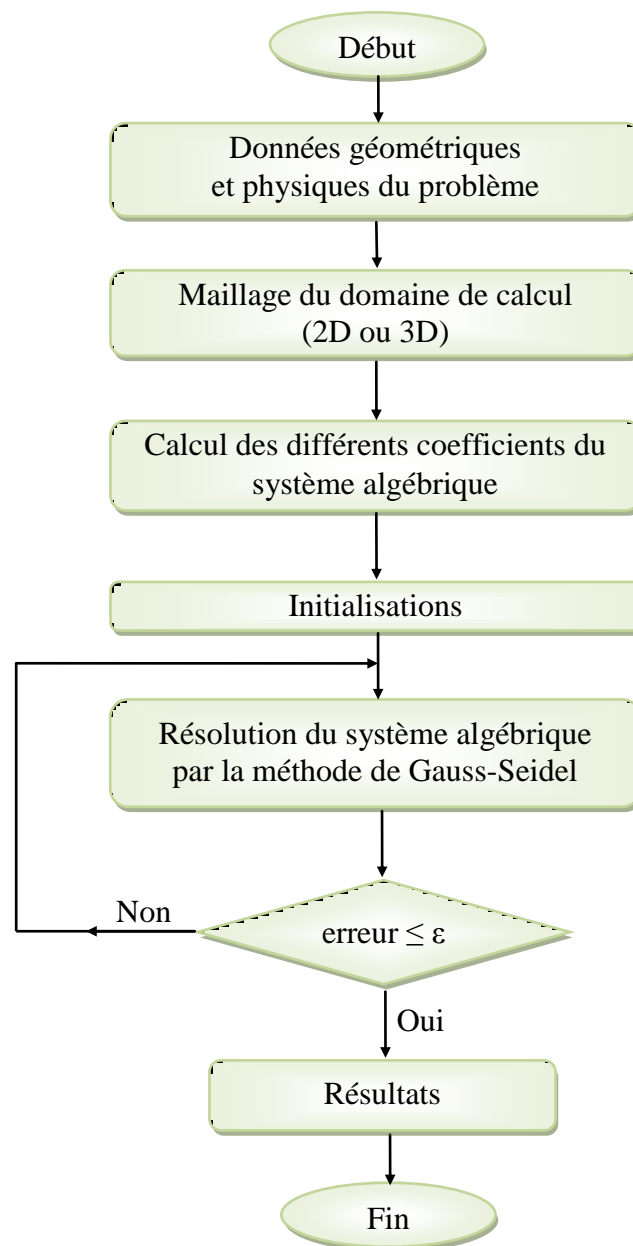 Début
Données géométriques
et physiques du problème
Maillage du domaine de calcul
(2D ou 3D)
Calcul des différents coefficients du
système algébrique
Initialisations
Résolution du système algébrique
par la méthode de Gauss-Seidel
Non
erreur ≤ ε
Oui
Résultats
Fin